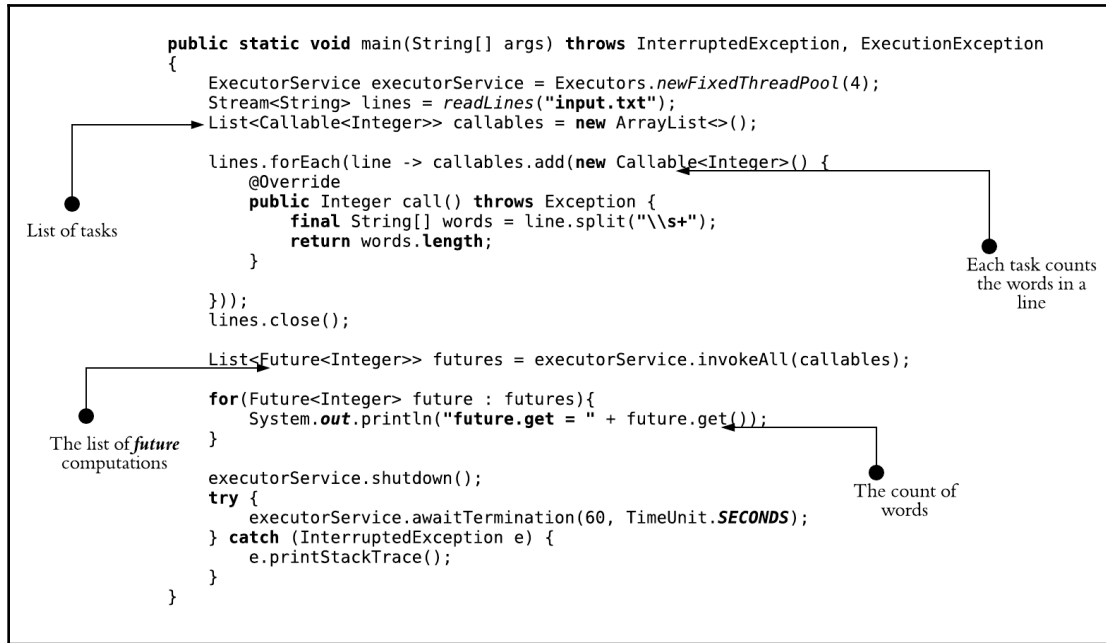 public static void main(String[] args) throws InterruptedException, ExecutionException
{
    ExecutorService executorService = Executors.newFixedThreadPool(4);
    Stream<String> lines = readLines("input.txt");
    List<Callable<Integer>> callables = new ArrayList<>();
    lines.forEach(line -> callables.add(new Callable<Integer>() {
        @Override
        public Integer call() throws Exception {
            final String[] words = line.split("\\s+");
            return words.length;
        }
    }));
    lines.close();
    List<Future<Integer>> futures = executorService.invokeAll(callables);
    for(Future<Integer> future : futures){
        System.out.println("future.get = " + future.get());
    }
    executorService.shutdown();
    try {
        executorService.awaitTermination(60, TimeUnit.SECONDS);
    } catch (InterruptedException e) {
        e.printStackTrace();
    }
}
List of tasks
Each task counts
the words in a
line
The list of future
computations
The count of
words